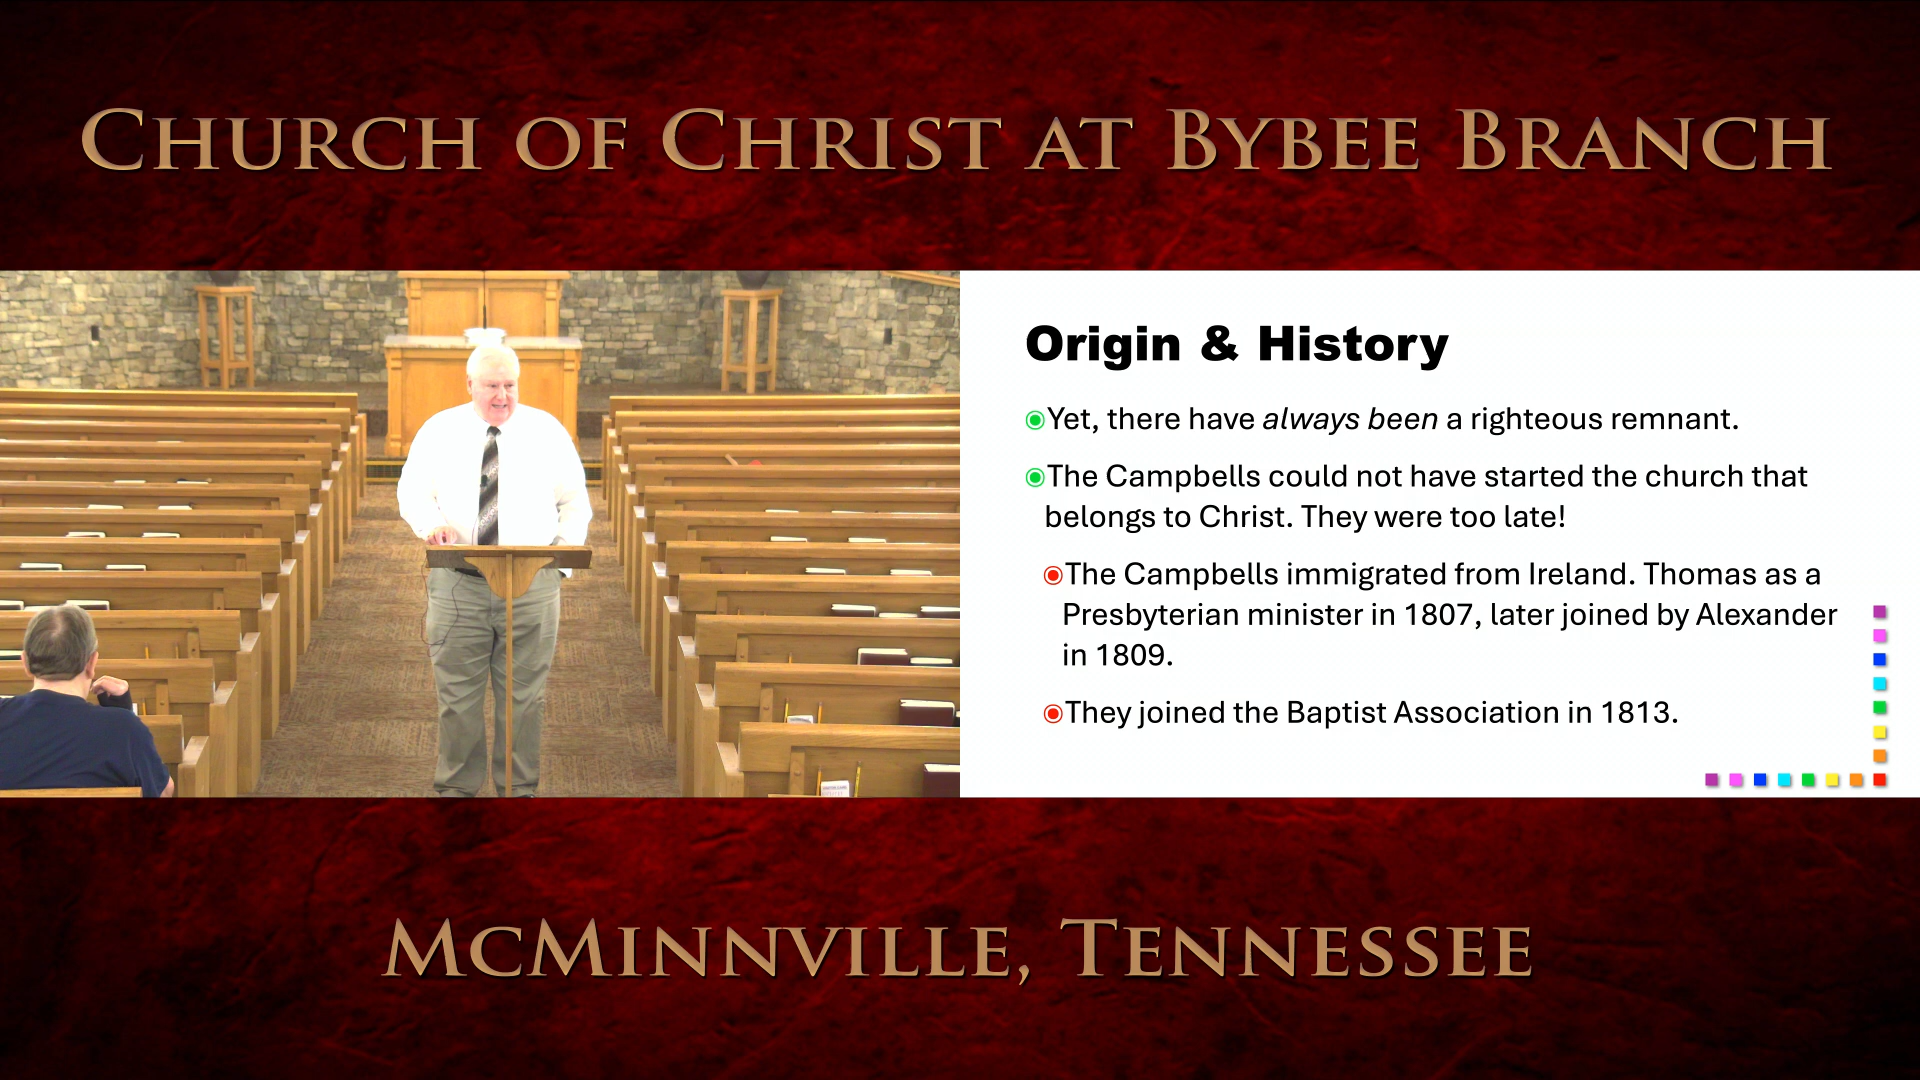 Church of Christ at Bybee Branch
Origin & History
Yet, there have always been a righteous remnant.
The Campbells could not have started the church that
belongs to Christ. They were too late!
The Campbells immigrated from Ireland. Thomas as a
Presbyterian minister in 1807, later joined by Alexander
in 1809.
They joined the Baptist Association in 1813.
McMinnville, Tennessee